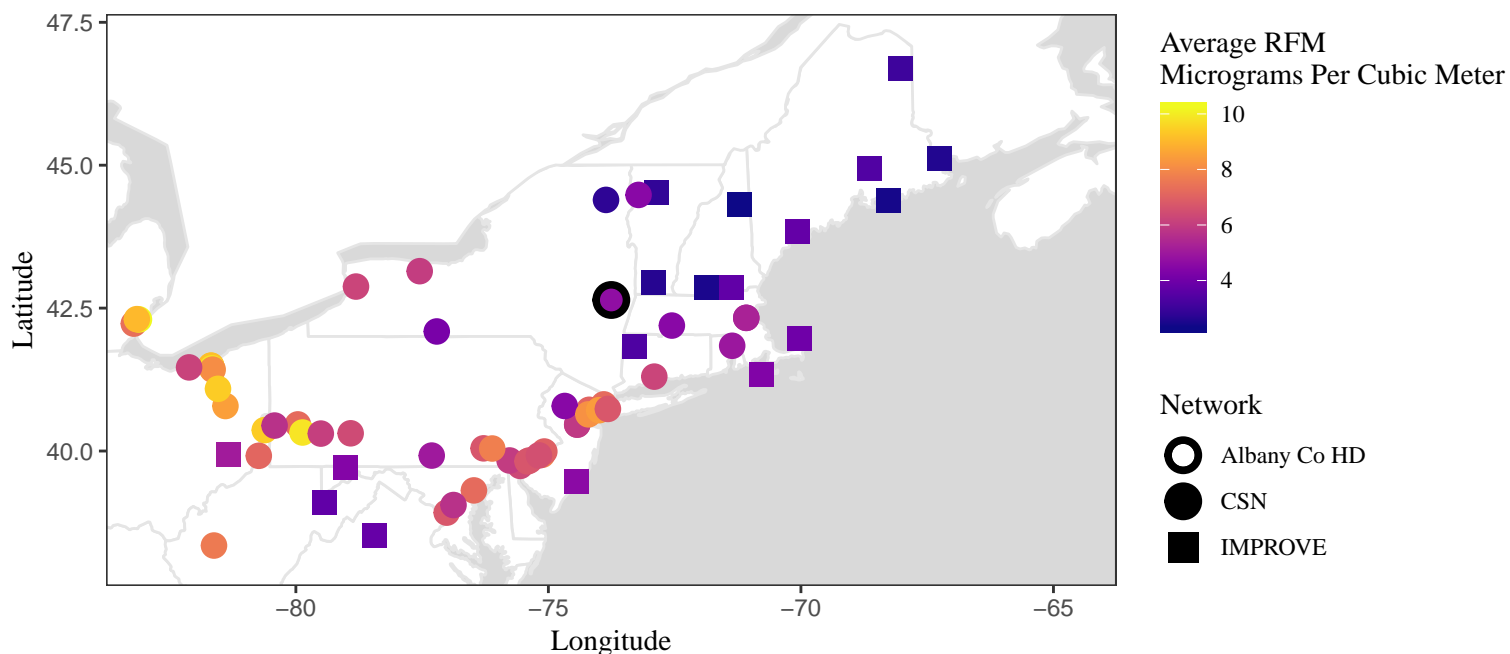 47.5
45.0
42.5
40.0
Latitude
−80
−75
−70
−65
Longitude
Average RFM
Micrograms Per Cubic Meter
10
8
6
4
Network
Albany Co HD
CSN
IMPROVE